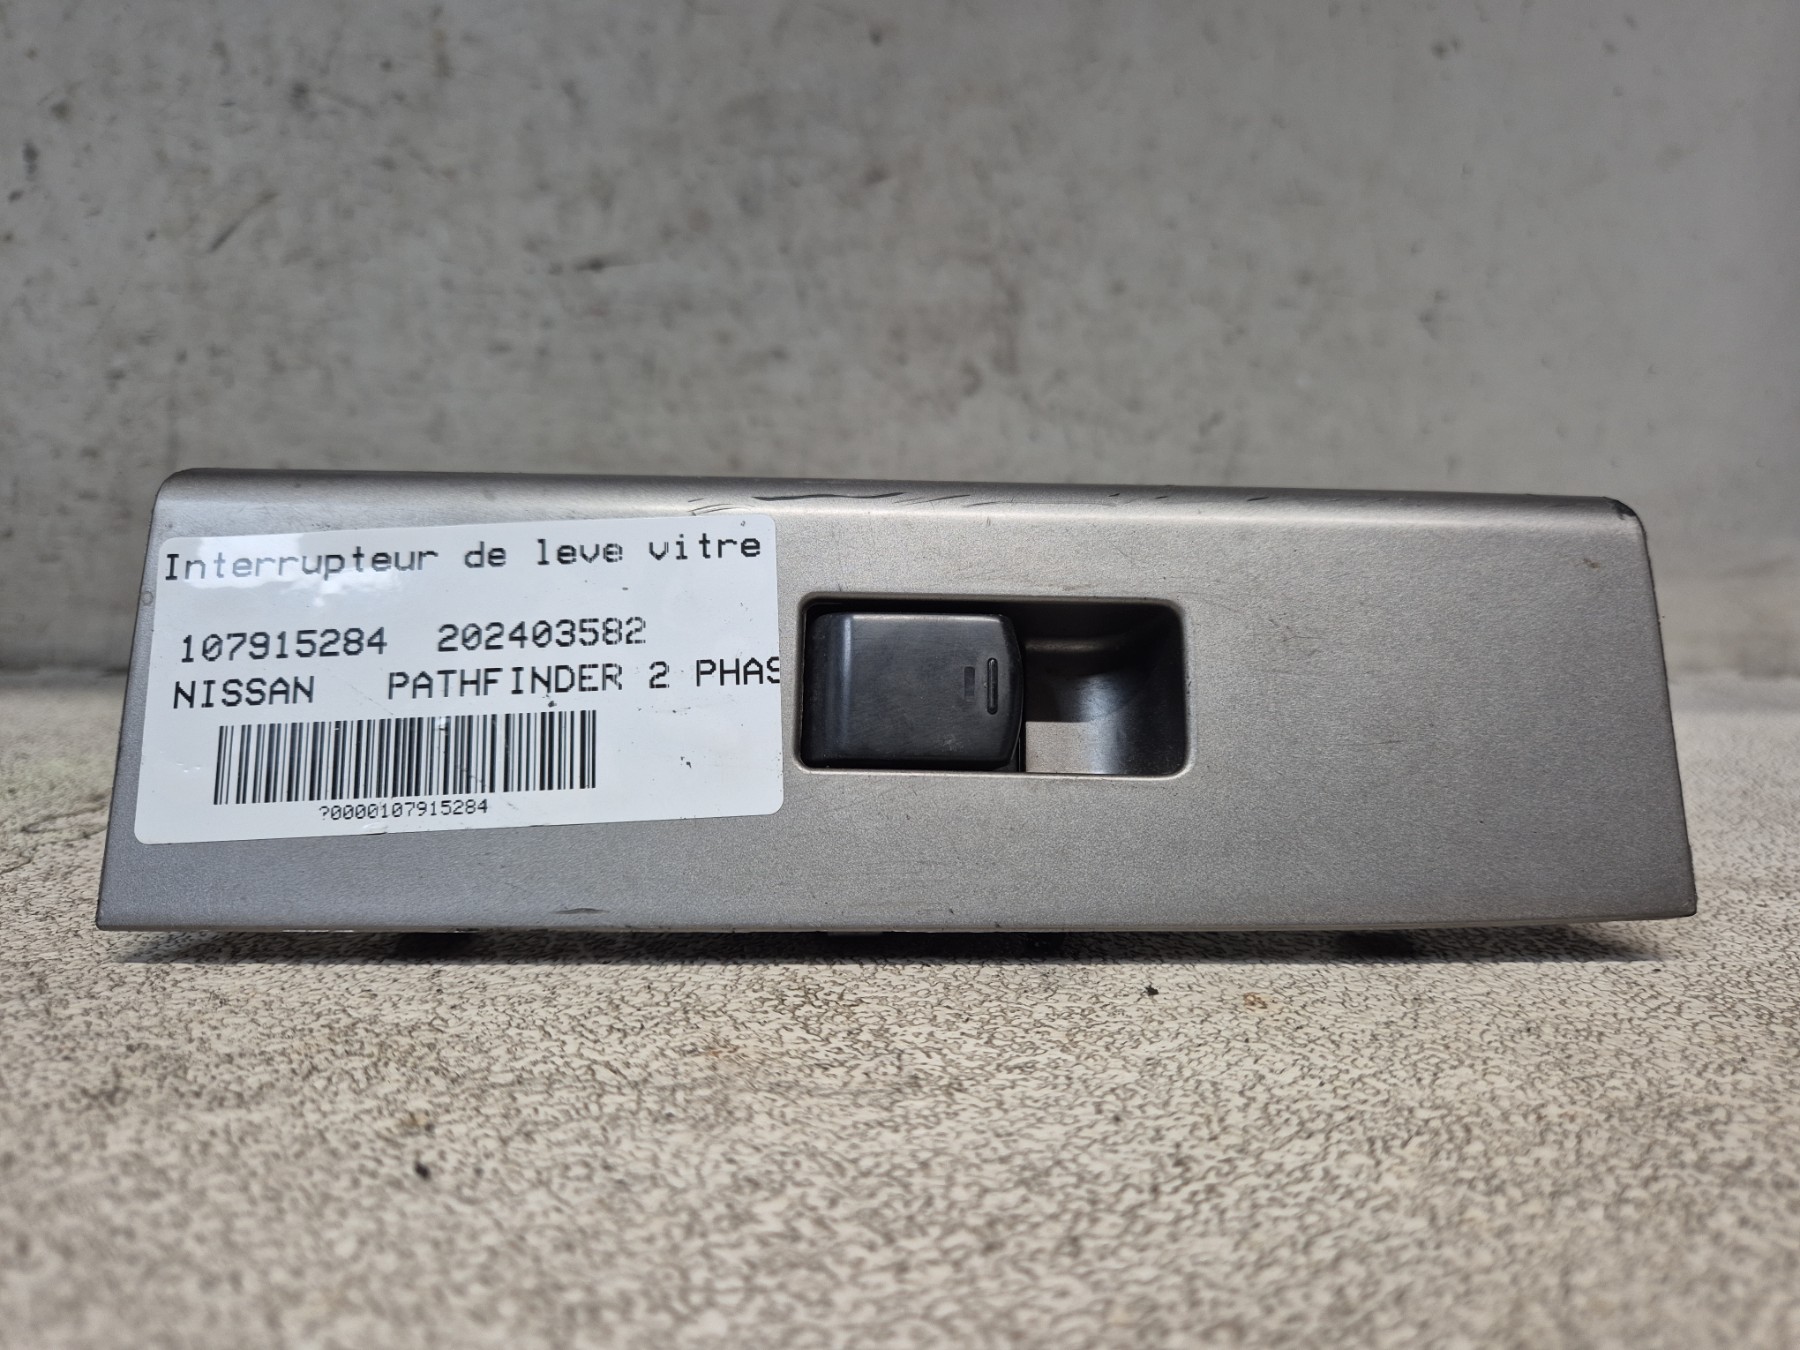 Interrupteur de leve vitre
107915284 202403582
NISSAN PATHFINDER 2 PHAS
?0000107915284